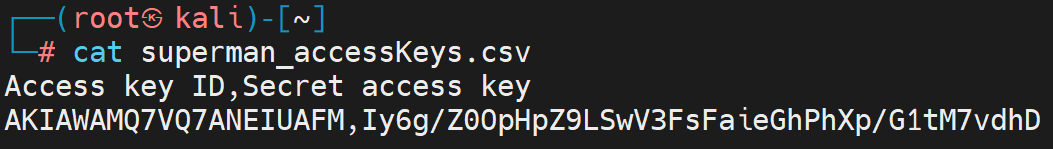 ┌──(root㉿kali)-[~]
└─# cat superman_accessKeys.csv
Access key ID,Secret access key
AKIAWAMQ7VQ7ANEIUAFM,Iy6g/Z0OpHpZ9LSwV3FsFaieGhPhXp/G1tM7vdhD